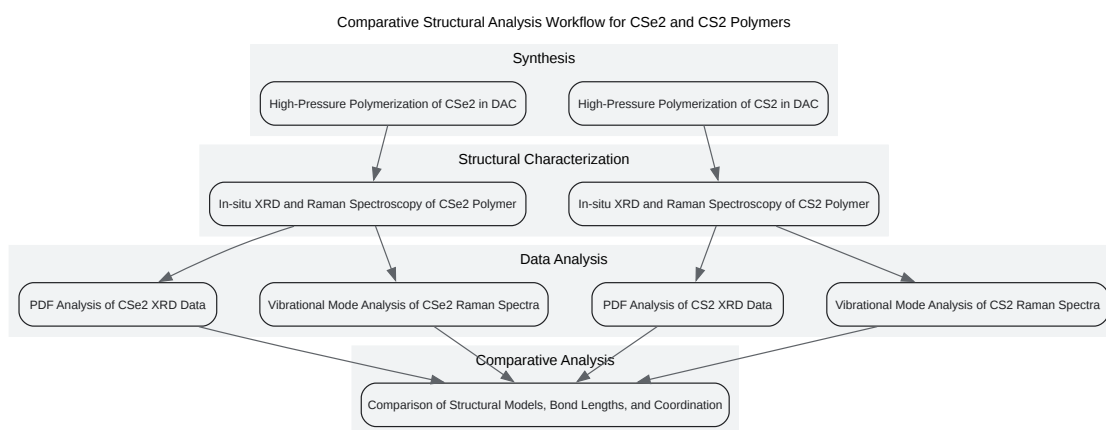 Comparative Structural Analysis Workflow for CSe2 and CS2 Polymers
Synthesis
High-Pressure Polymerization of CSe2 in DAC
High-Pressure Polymerization of CS2 in DAC
Structural Characterization
In-situ XRD and Raman Spectroscopy of CSe2 Polymer
In-situ XRD and Raman Spectroscopy of CS2 Polymer
Data Analysis
PDF Analysis of CSe2 XRD Data
Vibrational Mode Analysis of CSe2 Raman Spectra
PDF Analysis of CS2 XRD Data
Vibrational Mode Analysis of CS2 Raman Spectra
Comparative Analysis
Comparison of Structural Models, Bond Lengths, and Coordination